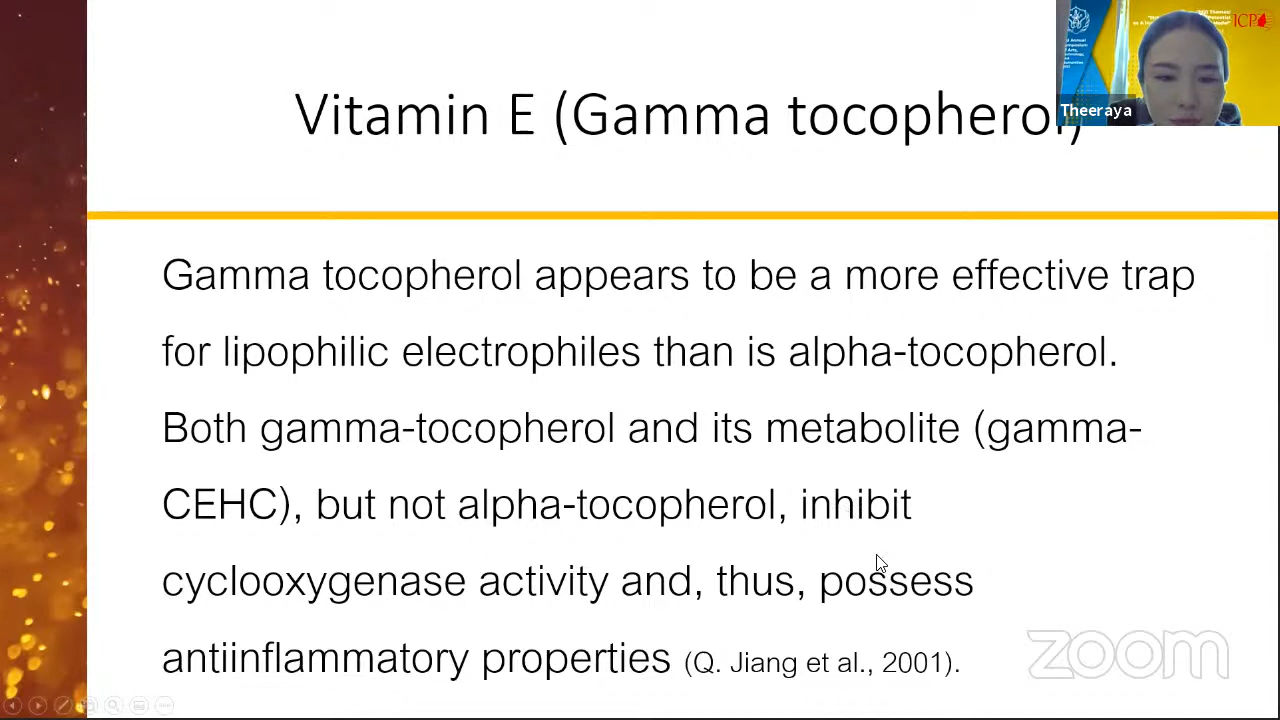 Vitamin E (Gamma tocopherol)
ICPO
Theeraya
Gamma tocopherol appears to be a more effective trap
for lipophilic electrophiles than is alpha-tocopherol.
Both gamma-tocopherol and its metabolite (gamma-
CEHC), but not alpha-tocopherol, inhibit
cyclooxygenase activity and, thus, possess
antiinflammatory properties (Q. Jiang et al., 2001).
zoom